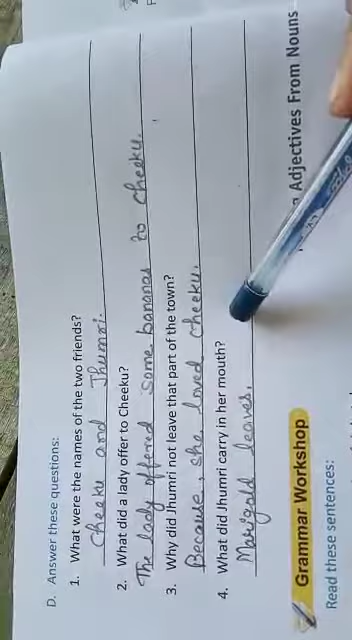 D. Answer these questions:
1. What were the names of the two friends?
Cheeku and Jhumri.
2. What did a lady offer to Cheeku?
The lady offered some bananas to cheeku.
3. Why did Jhumri not leave that part of the town?
Because, she loved cheeku.
4. What did Jhumri carry in her mouth?
Marigold leaves.
Grammar Workshop
Adjectives From Nouns
Read these sentences: